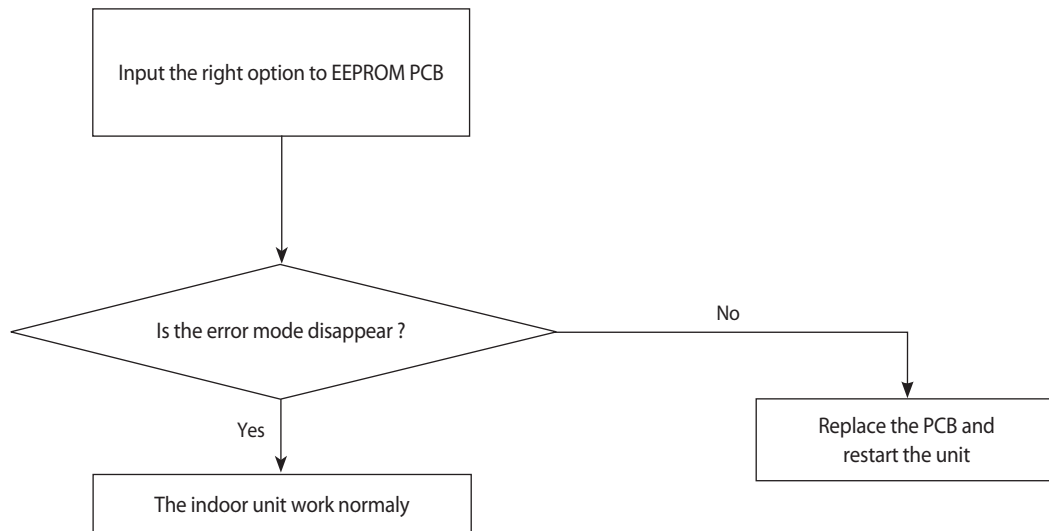 Input the right option to EEPROM PCB
Is the error mode disappear ?
No
Yes
Replace the PCB and
restart the unit
The indoor unit work normaly